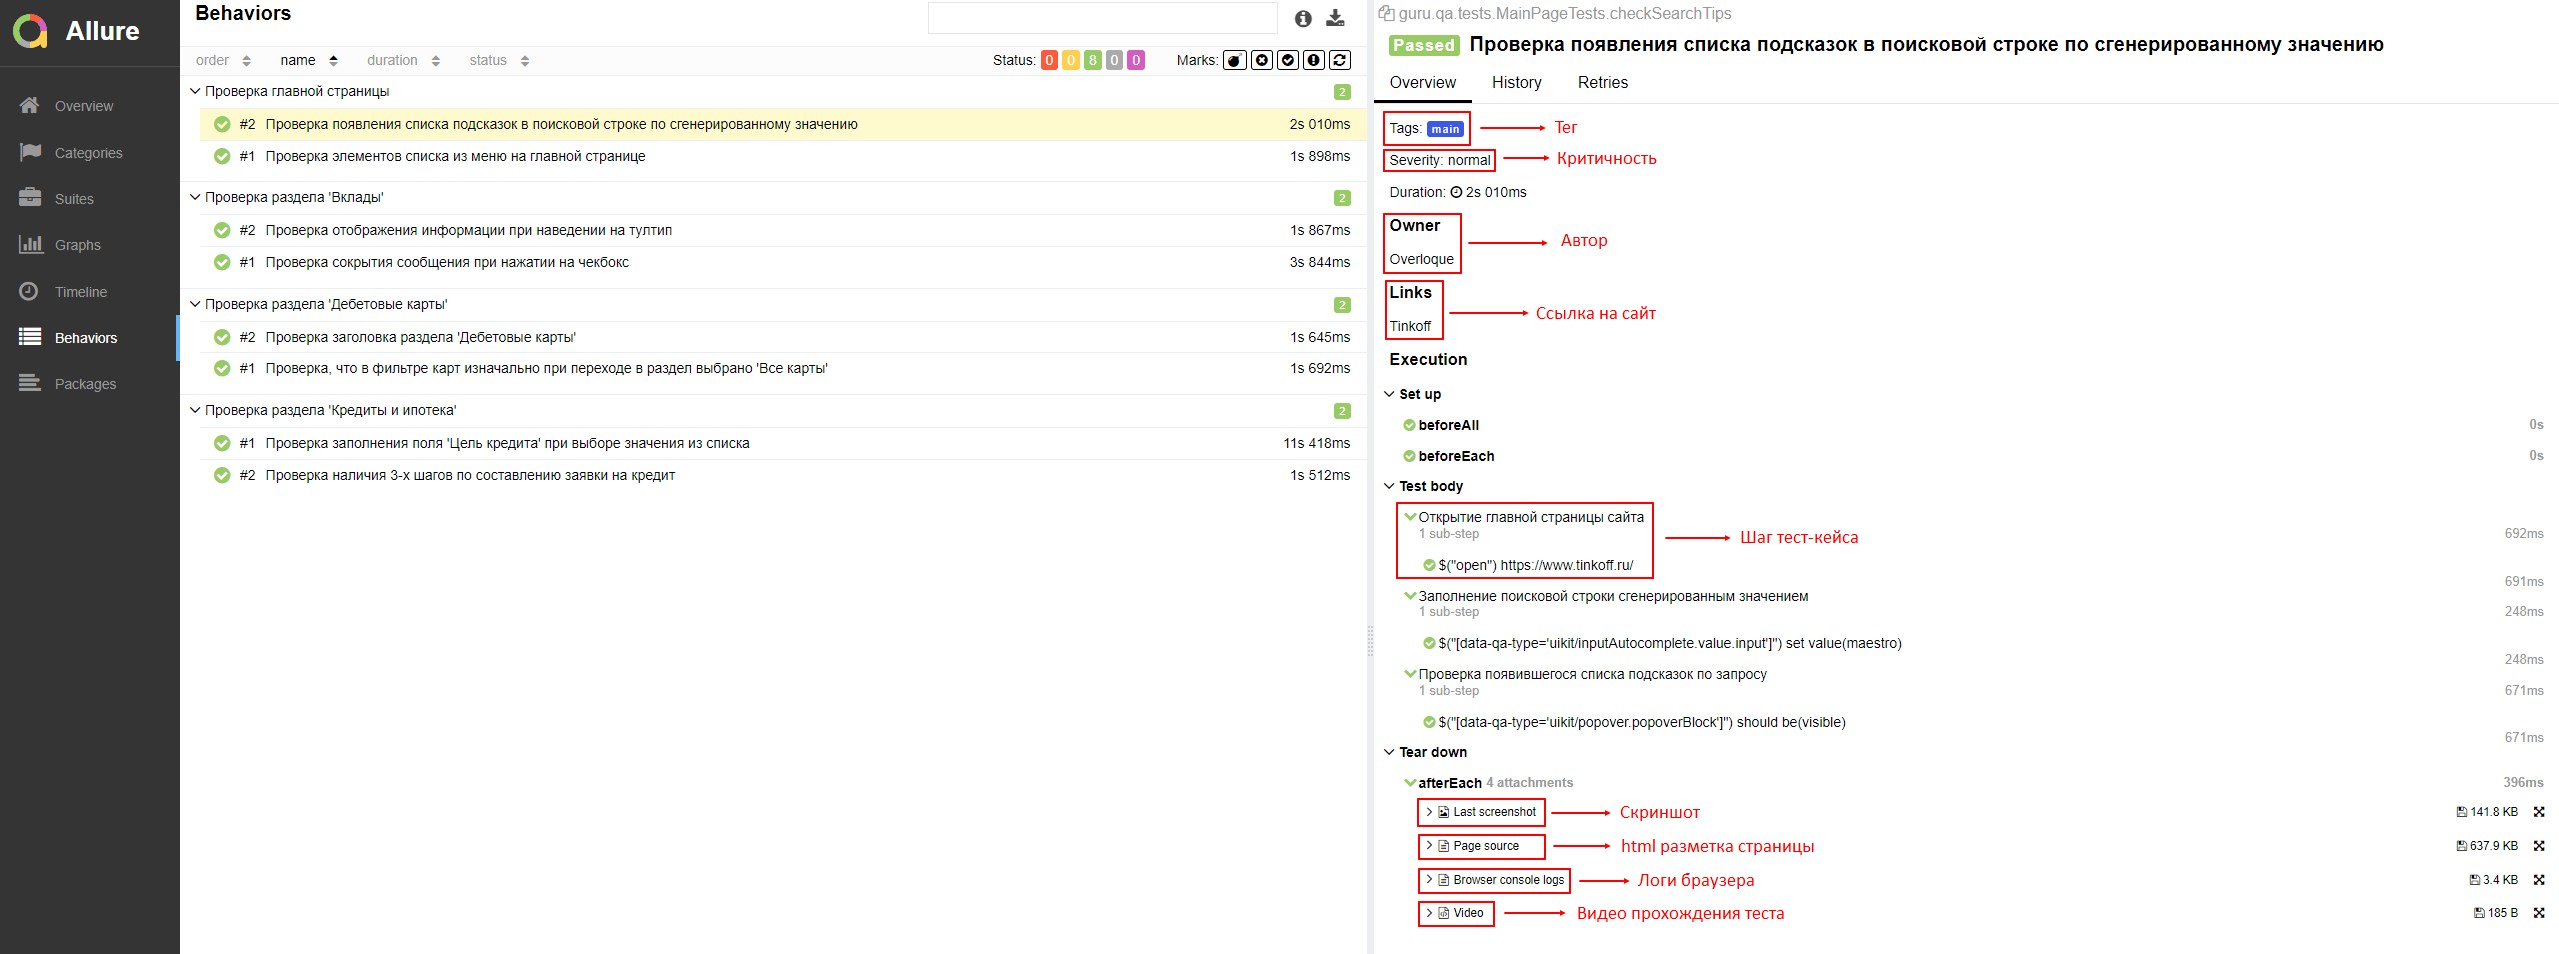 Allure
Overview
Categories
Suites
Graphs
Timeline
Behaviors
Packages
Behaviors
order name duration status Status: 0 0 8 0 0 Marks:
Проверка главной страницы 2
#2 Проверка появления списка подсказок в поисковой строке по сгенерированному значению 2s 010ms
#1 Проверка элементов списка из меню на главной странице 1s 898ms
Проверка раздела 'Вклады' 2
#2 Проверка отображения информации при наведении на тултип 1s 867ms
#1 Проверка сокрытия сообщения при нажатии на чекбокс 3s 844ms
Проверка раздела 'Дебетовые карты' 2
#2 Проверка заголовка раздела 'Дебетовые карты' 1s 645ms
#1 Проверка, что в фильтре карт изначально при переходе в раздел выбрано 'Все карты' 1s 692ms
Проверка раздела 'Кредиты и ипотека' 2
#1 Проверка заполнения поля 'Цель кредита' при выборе значения из списка 11s 418ms
#2 Проверка наличия 3-х шагов по составлению заявки на кредит 1s 512ms
guru.qa.tests.MainPageTests.checkSearchTips
Passed Проверка появления списка подсказок в поисковой строке по сгенерированному значению
Overview History Retries
Tags: main Тег
Severity: normal Критичность
Duration: 2s 010ms
Owner
Автор
Overloque
Links
Ссылка на сайт
Tinkoff
Execution
Set up
beforeAll 0s
beforeEach 0s
Test body
Открытие главной страницы сайта
1 sub-step 692ms
Шаг тест-кейса
$("open") https://www.tinkoff.ru/
691ms
Заполнение поисковой строки сгенерированным значением
1 sub-step 248ms
$("[data-qa-type='uikit/inputAutocomplete.value.input']") set value(maestro)
248ms
Проверка появившегося списка подсказок по запросу
1 sub-step 671ms
$("[data-qa-type='uikit/popover.popoverBlock']") should be(visible)
671ms
Tear down
afterEach 4 attachments 396ms
Last screenshot Скриншот 141.8 KB
Page source html разметка страницы 637.9 KB
Browser console logs Логи браузера 3.4 KB
Video Видео прохождения теста 185 B